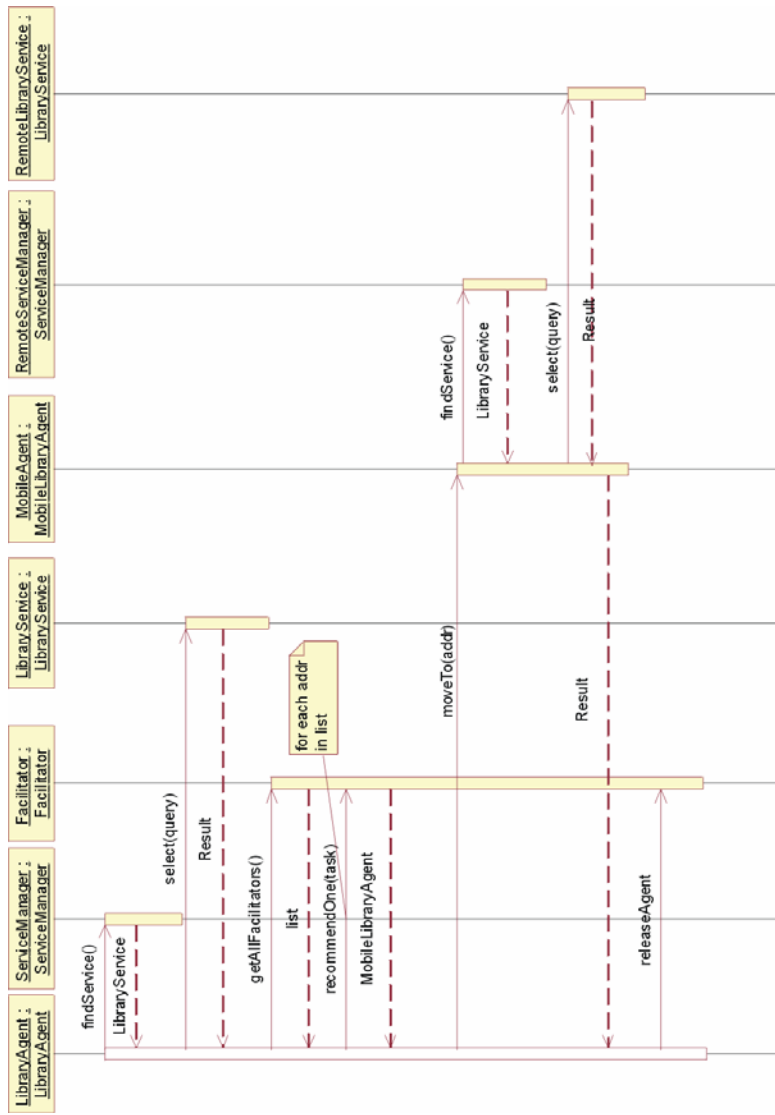 LibraryAgent :
LibraryAgent
ServiceManager :
ServiceManager
Facilitator :
Facilitator
LibraryService :
LibraryService
MobileAgent :
MobileLibraryAgent
RemoteServiceManager :
ServiceManager
RemoteLibraryService :
LibraryService
findService()
LibraryService
select(query)
Result
getAllFacilitators()
list
for each addr
in list
recommendOne(task)
MobileLibraryAgent
moveTo(addr)
findService()
LibraryService
select(query)
Result
Result
releaseAgent